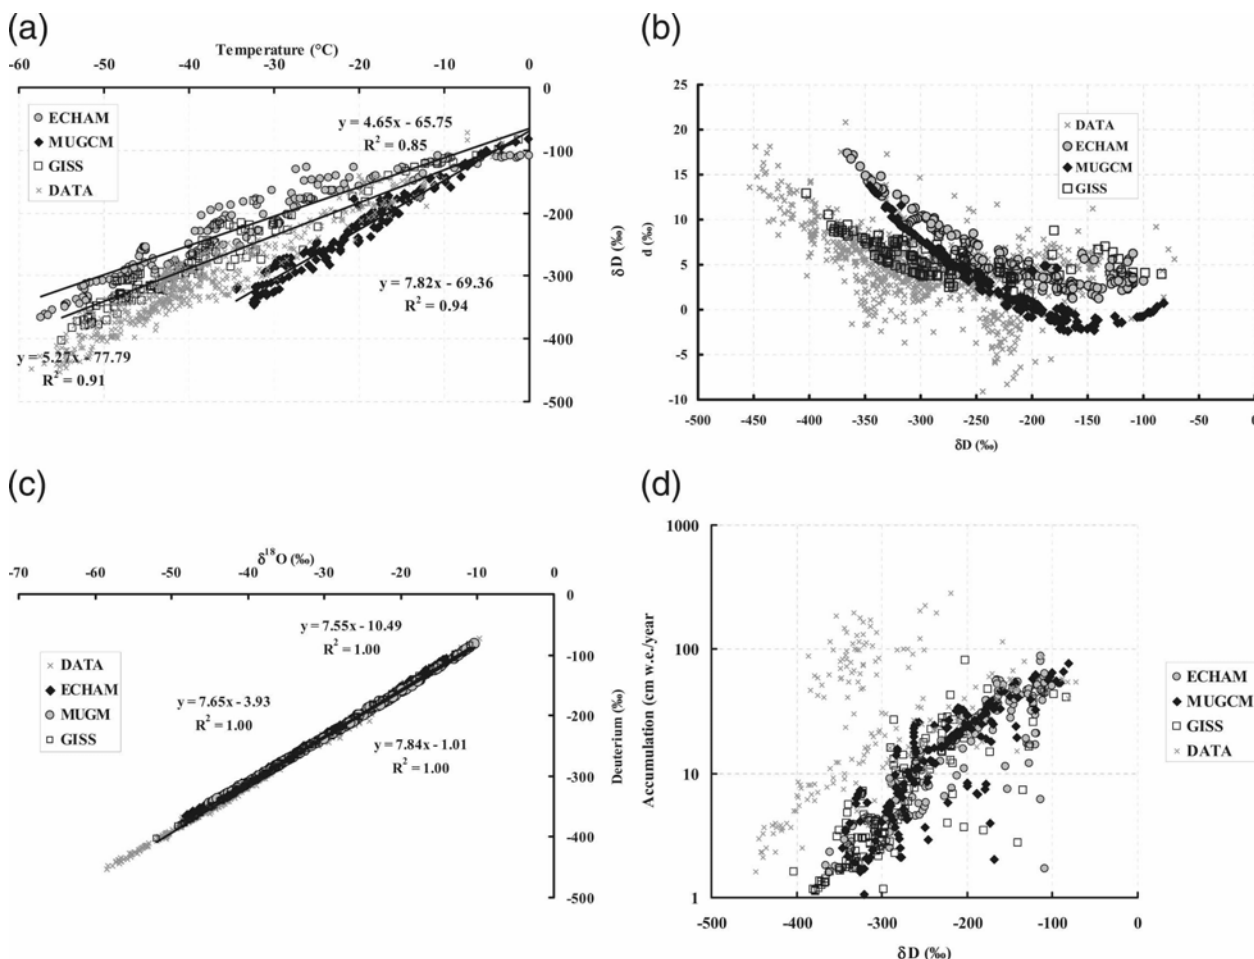 (a)
Temperature (°C)
-60 -50 -40 -30 -20 -10 0
0
-100
-200
-300
-400
-500
δD (‰)
ECHAM
MUGCM
GISS
DATA
y = 4.65x - 65.75
R² = 0.85
y = 7.82x - 69.36
R² = 0.94
y = 5.27x - 77.79
R² = 0.91
(b)
25
20
15
10
5
0
-5
-10
d (‰)
DATA
ECHAM
MUGCM
GISS
-500 -450 -400 -350 -300 -250 -200 -150 -100 -50 0
δD (‰)
(c)
δ¹⁸O (‰)
-70 -60 -50 -40 -30 -20 -10 0
0
-100
-200
-300
-400
-500
Deuterium (‰)
y = 7.55x - 10.49
R² = 1.00
DATA
ECHAM
MUGM
GISS
y = 7.65x - 3.93
R² = 1.00
y = 7.84x - 1.01
R² = 1.00
(d)
1000
100
10
1
Accumulation (cm w.e./year)
ECHAM
MUGCM
GISS
DATA
-500 -400 -300 -200 -100 0
δD (‰)